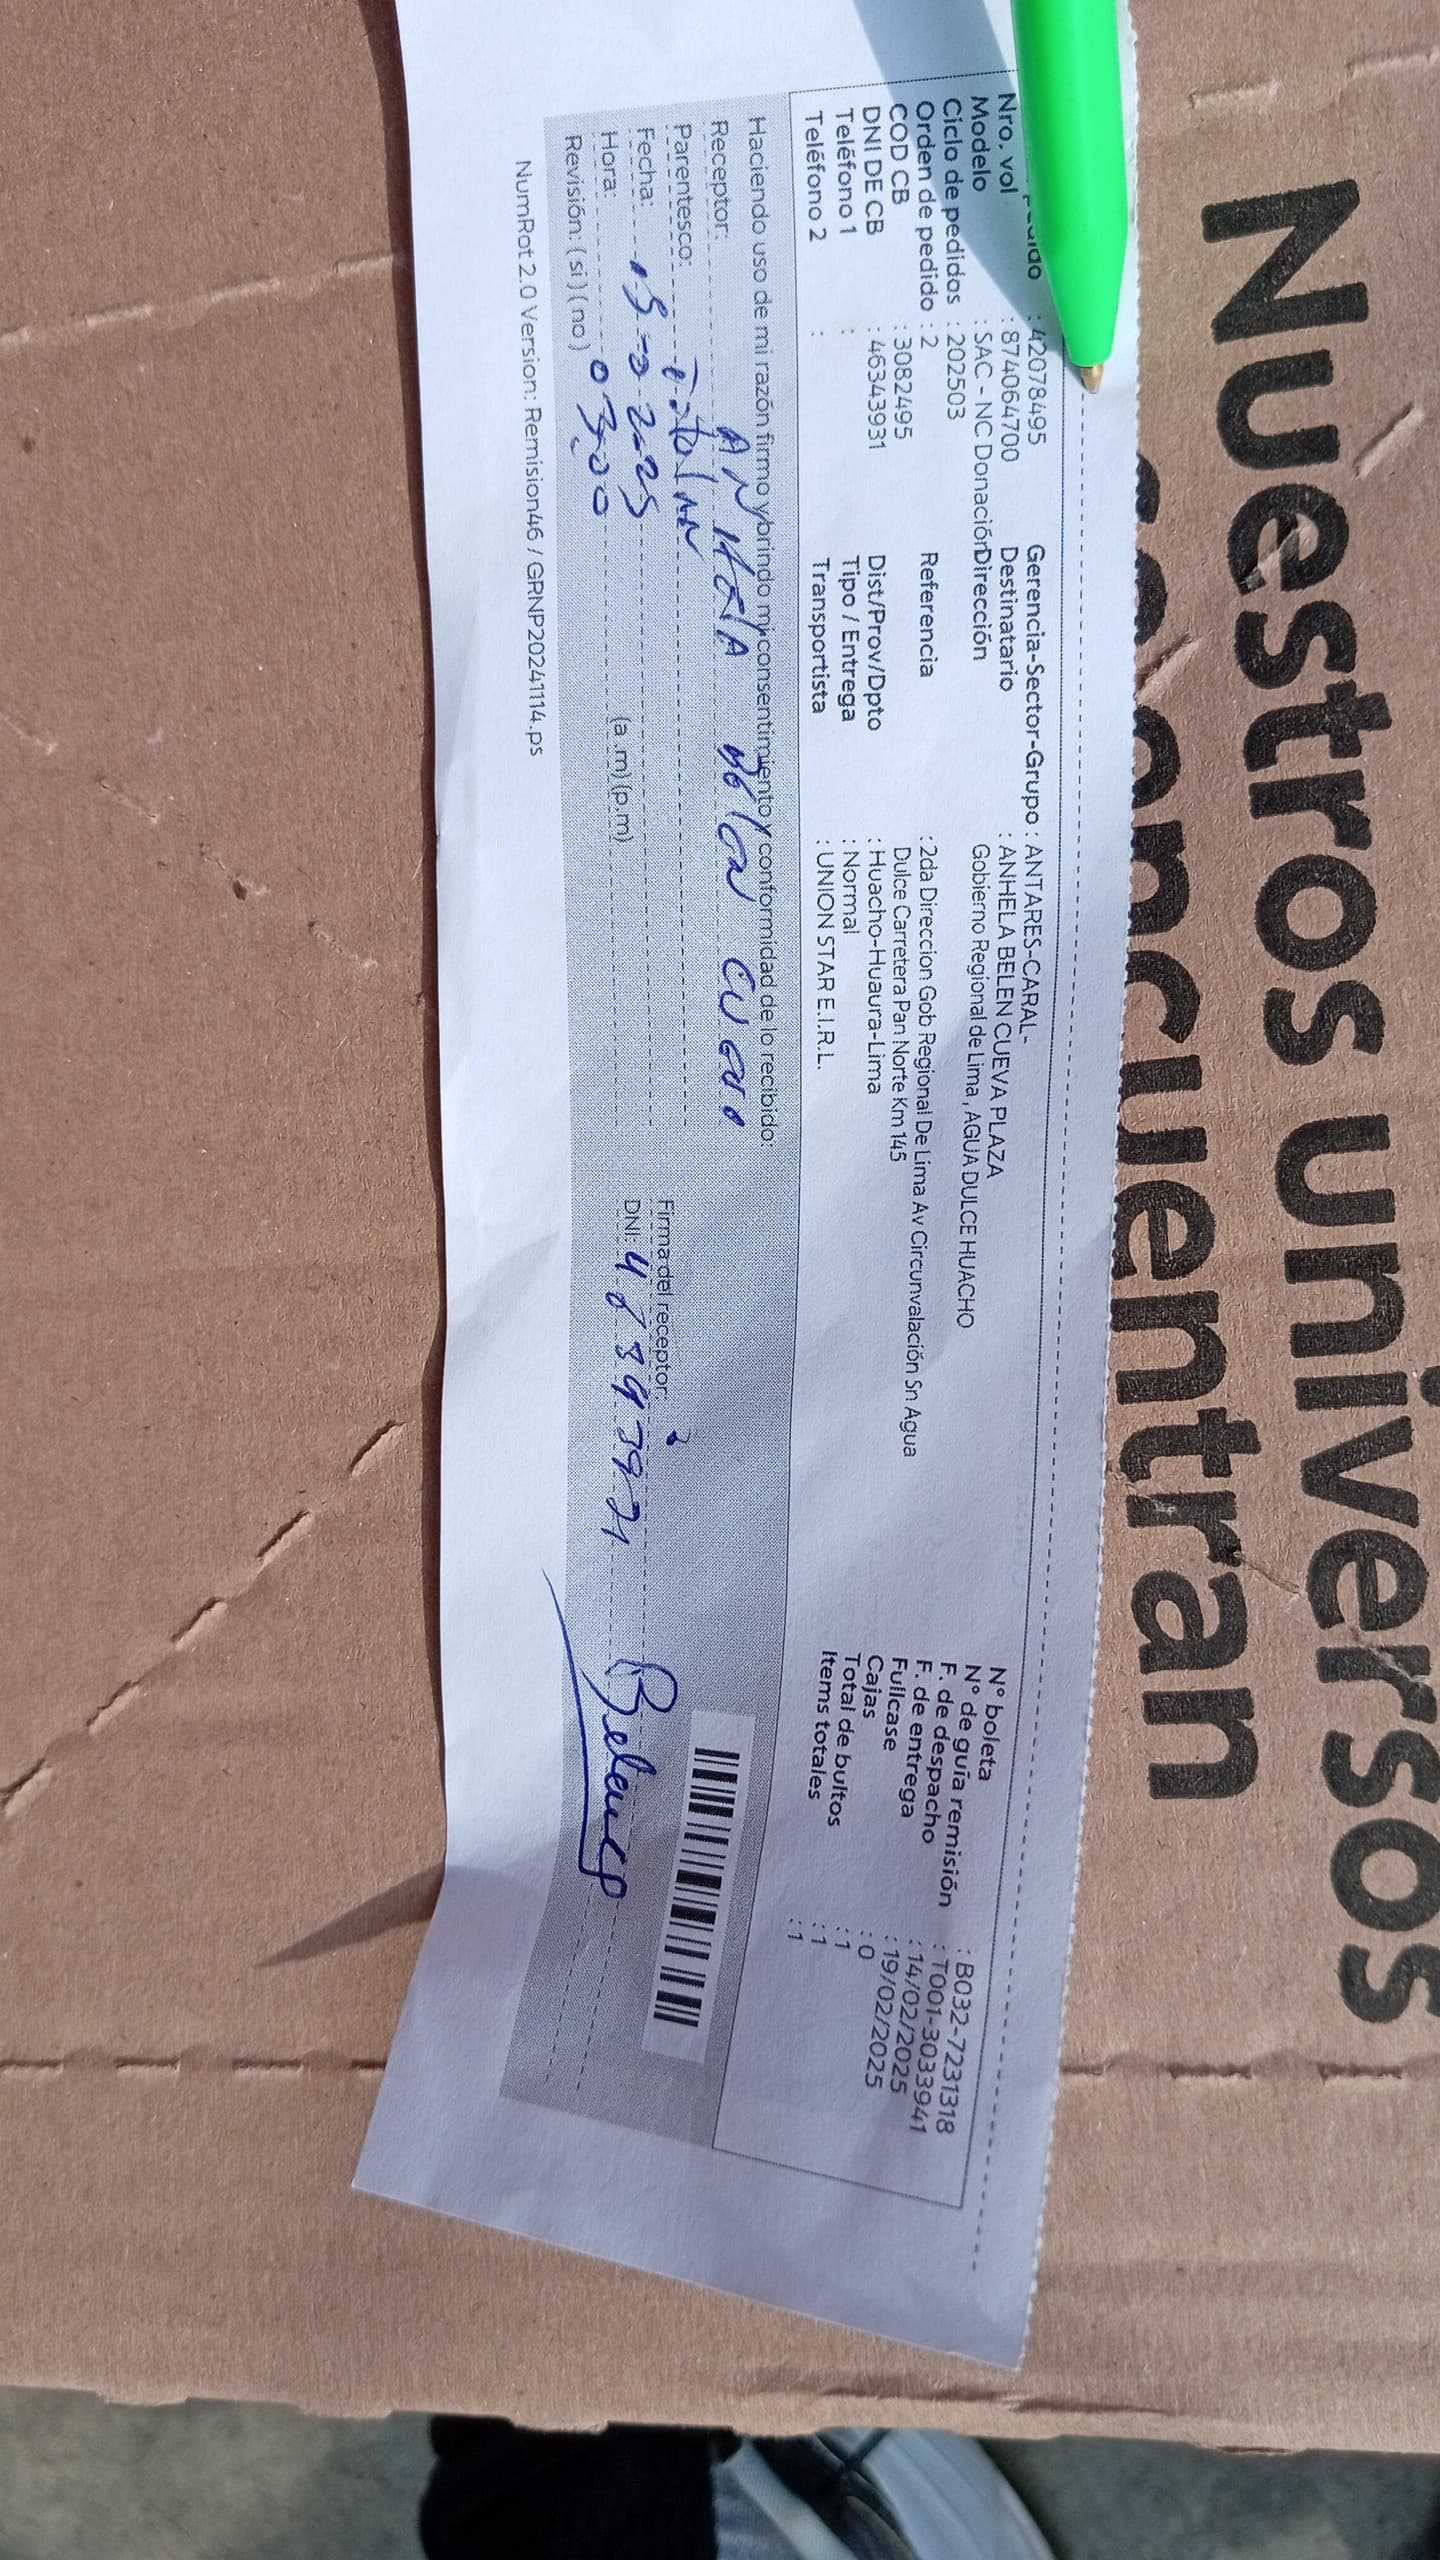 Nuestros universos
se encuentran
pedido : 42078495
Nro. vol : 874064700
Modelo : SAC - NC Donación
Ciclo de pedidos : 202503
Orden de pedido : 2
COD CB : 3082495
DNI DE CB : 46343931
Teléfono 1 :
Teléfono 2 :
Gerencia-Sector-Grupo : ANTARES-CARAL-
Destinatario : ANHELA BELEN CUEVA PLAZA
Dirección Gobierno Regional de Lima , AGUA DULCE HUACHO
Referencia : 2da Direccion Gob Regional De Lima Av Circunvalación Sn Agua
Dulce Carretera Pan Norte Km 145
Dist/Prov/Dpto : Huacho-Huaura-Lima
Tipo / Entrega : Normal
Transportista : UNION STAR E.I.R.L.
N° boleta : B032-7231318
N° de guía remisión : T001-3033941
F. de despacho : 14/02/2025
F. de entrega : 19/02/2025
Fullcase : 0
Cajas : 1
Total de bultos : 1
Items totales : 1
Haciendo uso de mi razón firmo y brindo mi consentimiento y conformidad de lo recibido:
Receptor:
Parentesco: Titular
Fecha:
Hora: (a .m) (p.m)
Revisión: ( si ) ( no )
Firma del receptor:
DNI:
NumRot 2.0 Version: Remision46 / GRNP20241114.ps